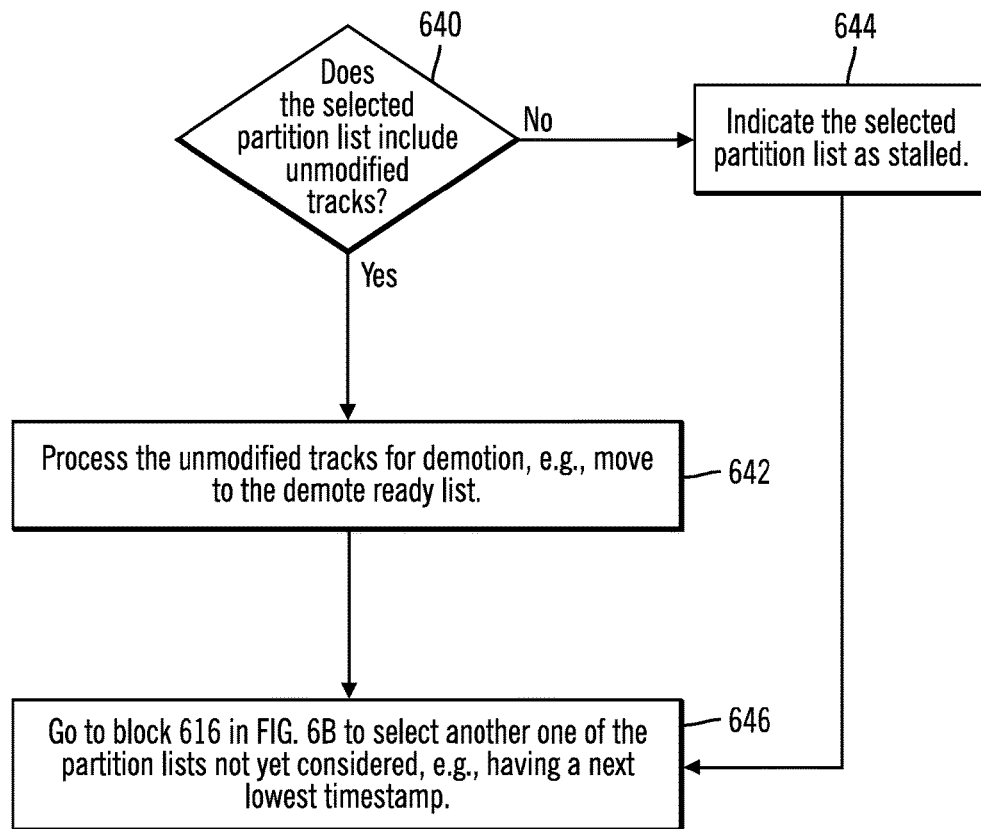 640
Does
the selected
partition list include
unmodified
tracks?
No
644
Indicate the selected
partition list as stalled.
Yes
Process the unmodified tracks for demotion, e.g., move
to the demote ready list.
642
Go to block 616 in FIG. 6B to select another one of the
partition lists not yet considered, e.g., having a next
lowest timestamp.
646